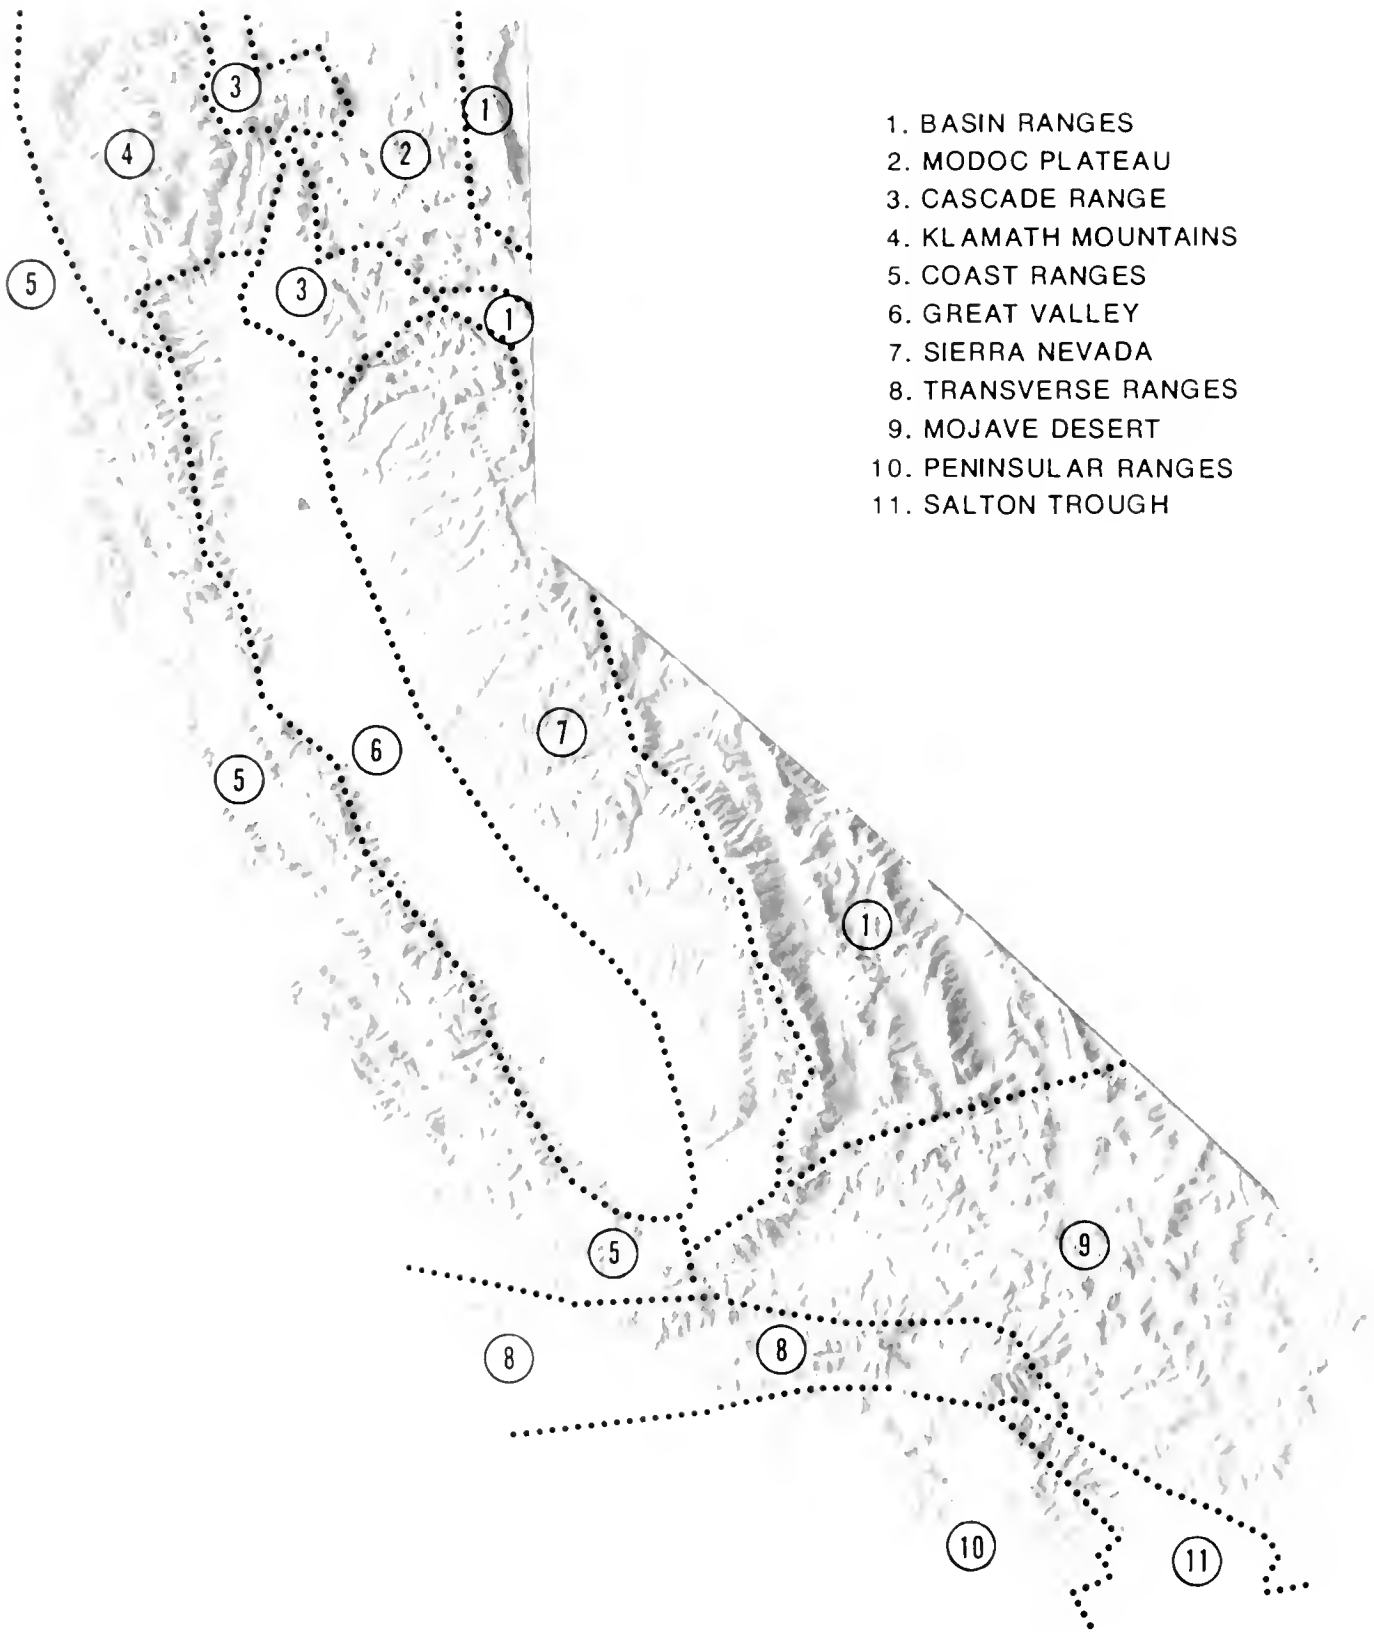 1. BASIN RANGES
2. MODOC PLATEAU
3. CASCADE RANGE
4. KLAMATH MOUNTAINS
5. COAST RANGES
6. GREAT VALLEY
7. SIERRA NEVADA
8. TRANSVERSE RANGES
9. MOJAVE DESERT
10. PENINSULAR RANGES
11. SALTON TROUGH
3
1
4
2
5
3
1
7
6
5
1
9
5
8
8
10
11